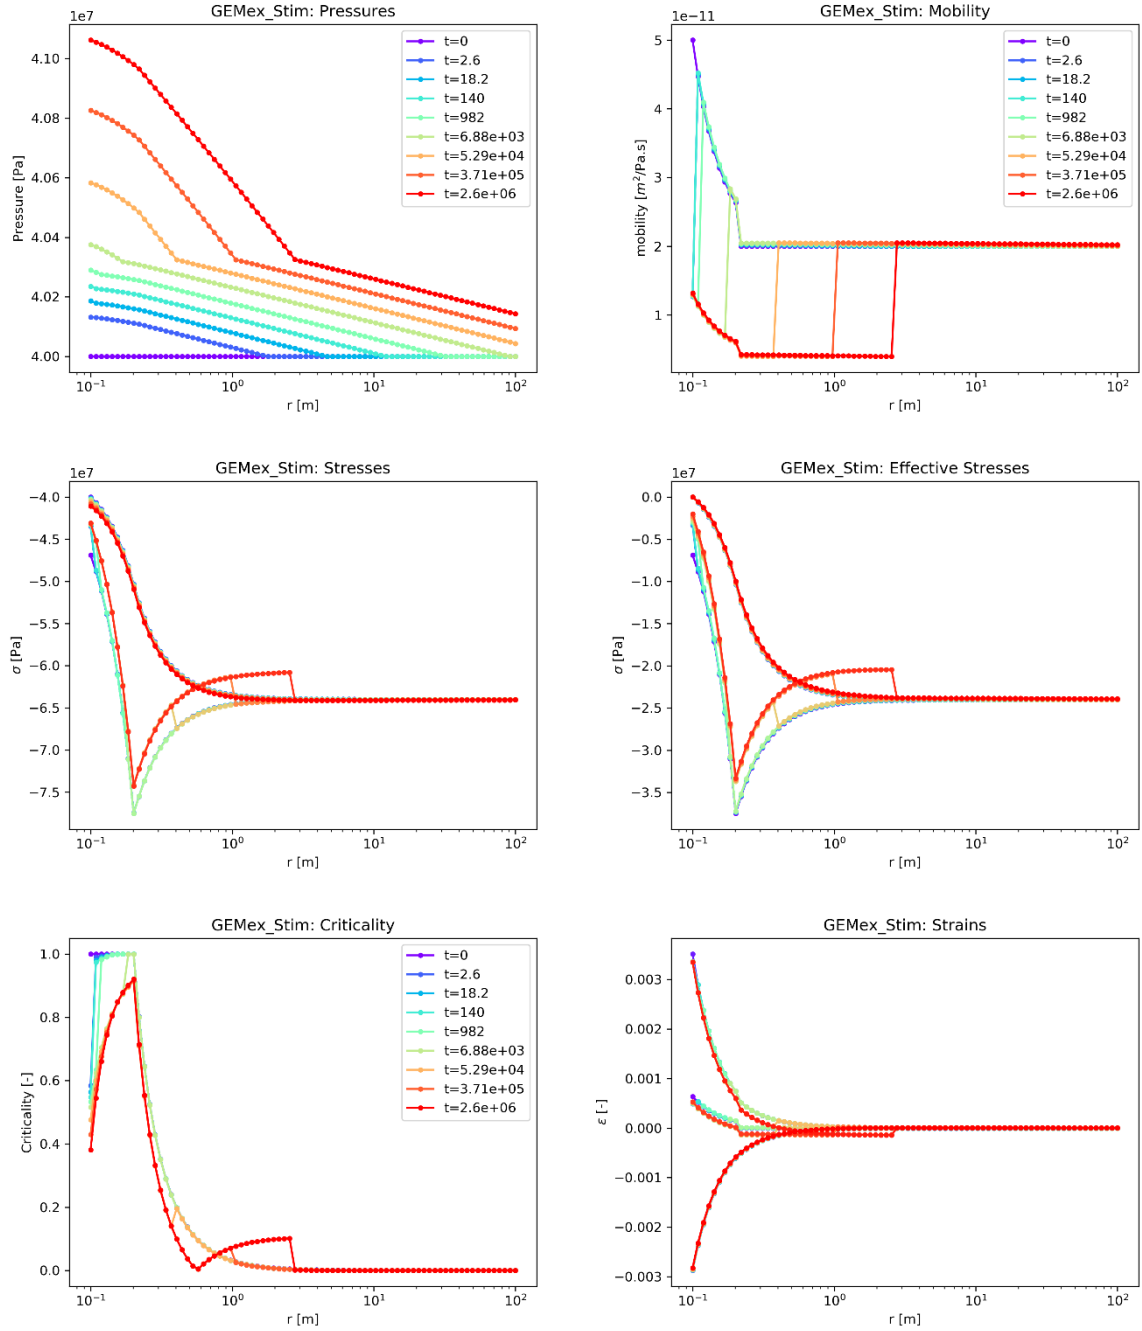 GEMex_Stim: Pressures
1e7
4.10
4.08
4.06
4.04
4.02
4.00
Pressure [Pa]
10⁻¹
10⁰
10¹
10²
r [m]
t=0
t=2.6
t=18.2
t=140
t=982
t=6.88e+03
t=5.29e+04
t=3.71e+05
t=2.6e+06
GEMex_Stim: Mobility
1e−11
5
4
3
2
1
mobility [m²/Pa.s]
10⁻¹
10⁰
10¹
10²
r [m]
t=0
t=2.6
t=18.2
t=140
t=982
t=6.88e+03
t=5.29e+04
t=3.71e+05
t=2.6e+06
GEMex_Stim: Stresses
1e7
−4.0
−4.5
−5.0
−5.5
−6.0
−6.5
−7.0
−7.5
σ [Pa]
10⁻¹
10⁰
10¹
10²
r [m]
GEMex_Stim: Effective Stresses
1e7
0.0
−0.5
−1.0
−1.5
−2.0
−2.5
−3.0
−3.5
σ [Pa]
10⁻¹
10⁰
10¹
10²
r [m]
GEMex_Stim: Criticality
1.0
0.8
0.6
0.4
0.2
0.0
Criticality [-]
10⁻¹
10⁰
10¹
10²
r [m]
t=0
t=2.6
t=18.2
t=140
t=982
t=6.88e+03
t=5.29e+04
t=3.71e+05
t=2.6e+06
GEMex_Stim: Strains
0.003
0.002
0.001
0.000
−0.001
−0.002
−0.003
ε [-]
10⁻¹
10⁰
10¹
10²
r [m]